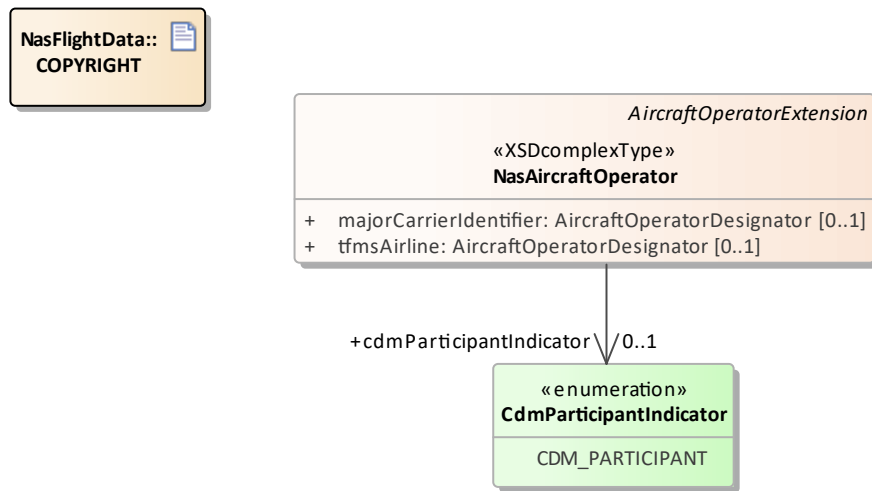 NasFlightData::
COPYRIGHT
AircraftOperatorExtension
«XSDcomplexType»
NasAircraftOperator
+ majorCarrierIdentifier: AircraftOperatorDesignator [0..1]
+ tfmsAirline: AircraftOperatorDesignator [0..1]
+cdmParticipantIndicator 0..1
«enumeration»
CdmParticipantIndicator
CDM_PARTICIPANT